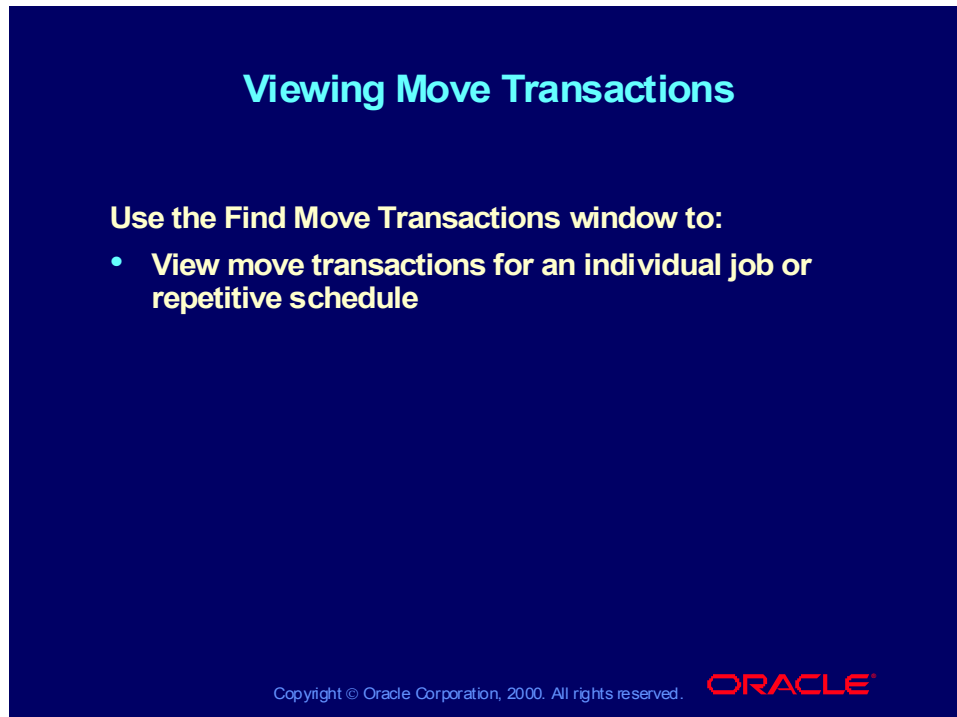 Viewing Move Transactions
Use the Find Move Transactions window to:
• View move transactions for an individual job or
repetitive schedule
Copyright © Oracle Corporation, 2000. All rights reserved.
ORACLE®